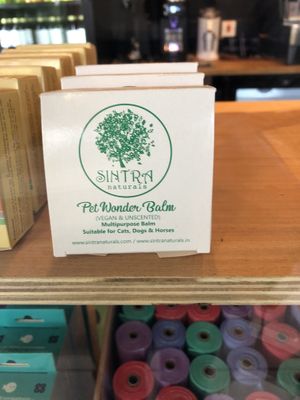 SINTRA
naturals
Pet Wonder Balm
(VEGAN & UNSCENTED)
Multipurpose Balm
Suitable for Cats, Dogs & Horses
www.sintranaturals.com / www.sintranaturals.in